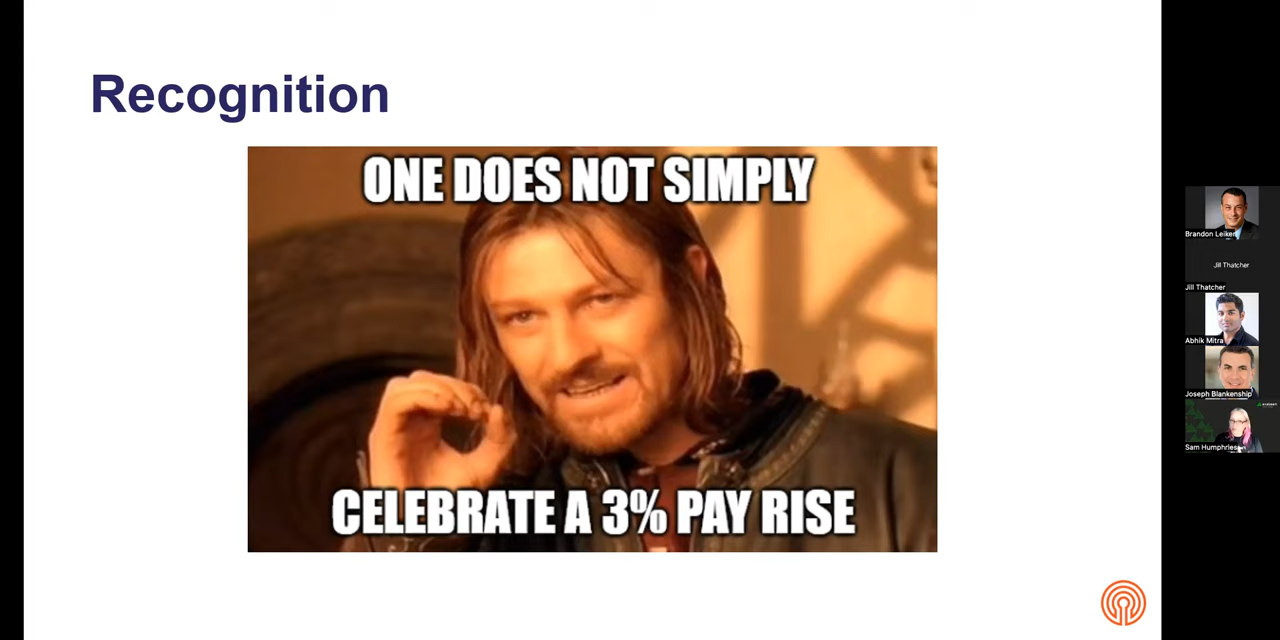 Recognition
ONE DOES NOT SIMPLY
CELEBRATE A 3% PAY RISE
Brandon Leiker
Jill Thatcher
Jill Thatcher
Abhik Mitra
Joseph Blankenship
Sam Humphries